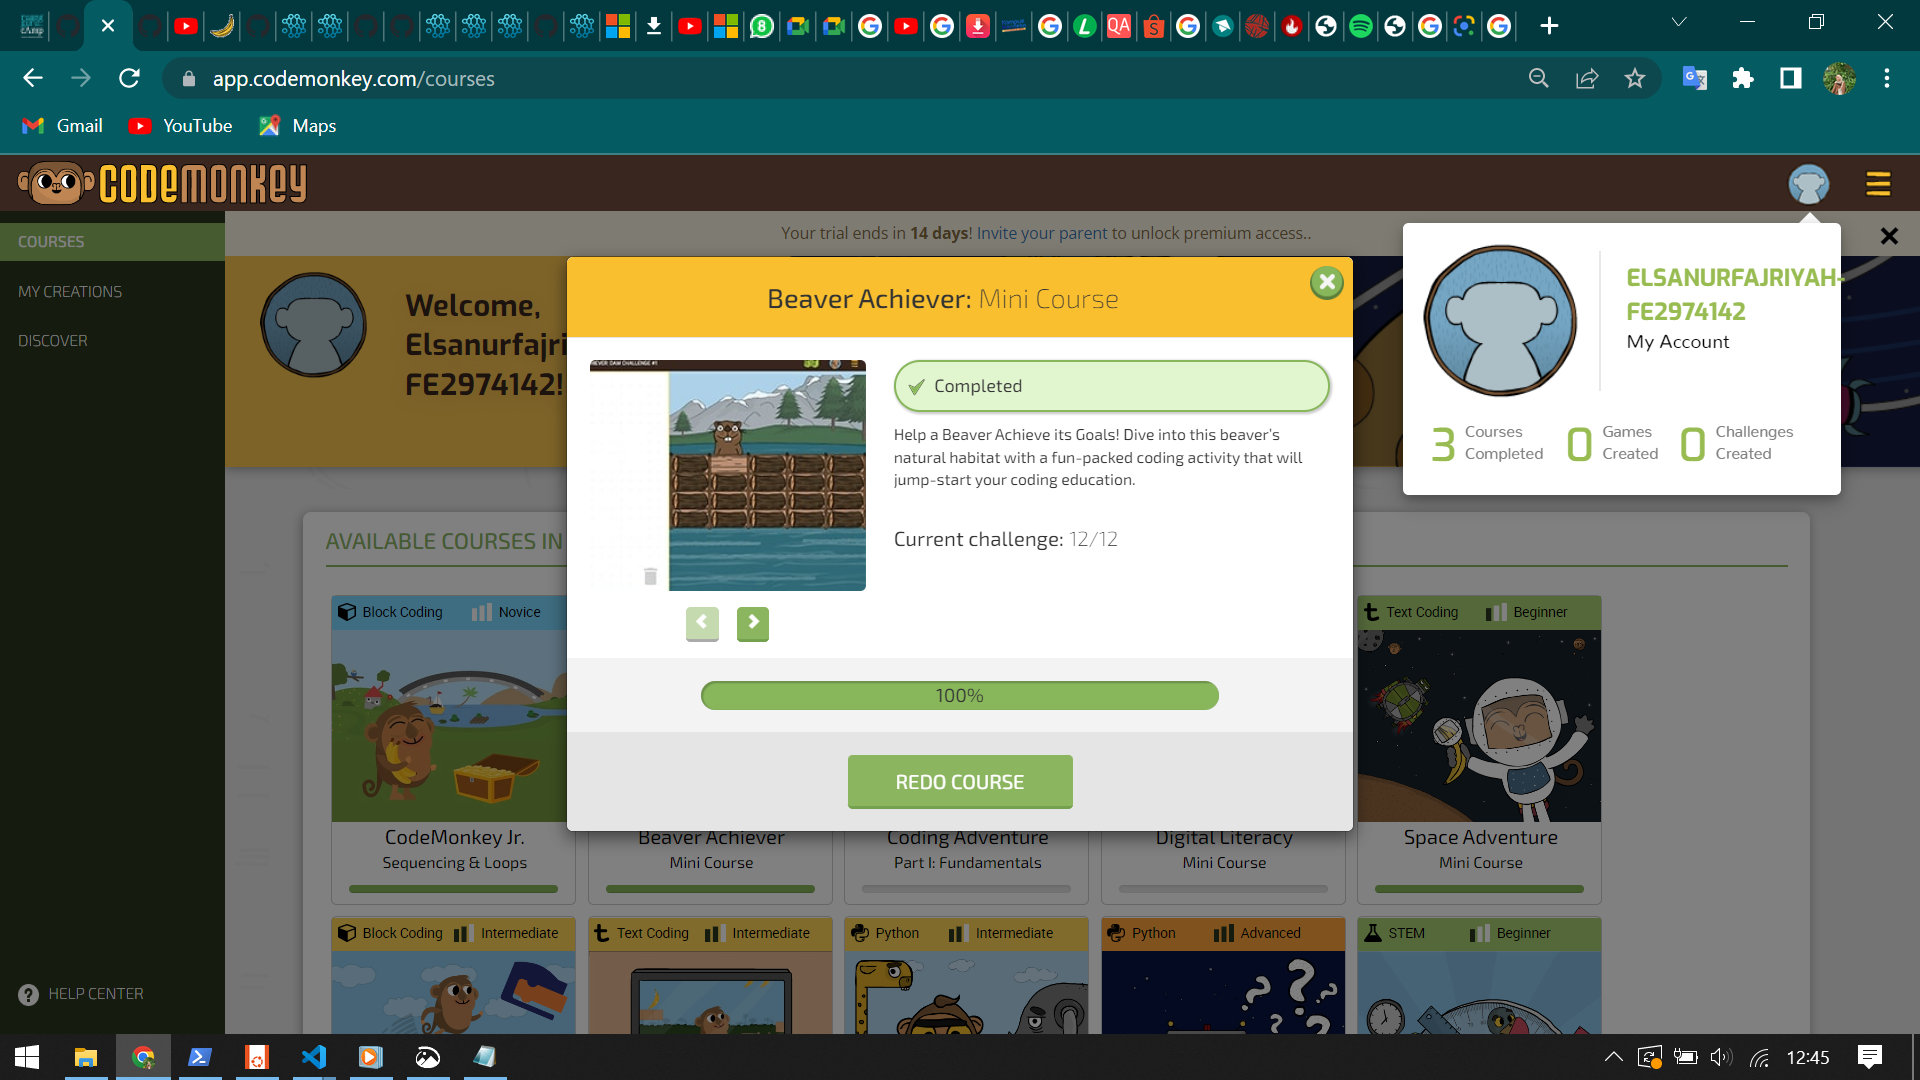 app.codemonkey.com/courses
Gmail
YouTube
Maps
CODEMONKEY
COURSES
MY CREATIONS
DISCOVER
HELP CENTER
Your trial ends in 14 days! Invite your parent to unlock premium access..
Welcome,
Elsanurfajri
FE2974142!
ELSANURFAJRIYAH-
FE2974142
My Account
3 Courses Completed
0 Games Created
0 Challenges Created
Beaver Achiever: Mini Course
Completed
Help a Beaver Achieve its Goals! Dive into this beaver's
natural habitat with a fun-packed coding activity that will
jump-start your coding education.
Current challenge: 12/12
100%
REDO COURSE
AVAILABLE COURSES IN
Block Coding Novice
Text Coding Beginner
CodeMonkey Jr.
Sequencing & Loops
Beaver Achiever
Mini Course
Coding Adventure
Part I: Fundamentals
Digital Literacy
Mini Course
Space Adventure
Mini Course
Block Coding Intermediate
Text Coding Intermediate
Python Intermediate
Python Advanced
STEM Beginner
12:45